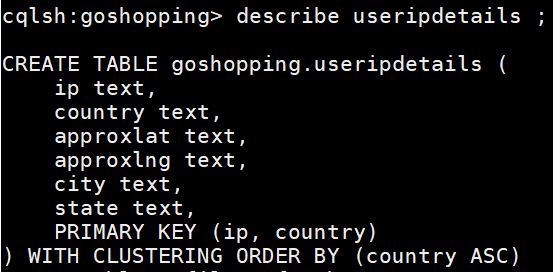 cqlsh:goshopping> describe useripdetails ;
CREATE TABLE goshopping.useripdetails (
    ip text,
    country text,
    approxlat text,
    approxlng text,
    city text,
    state text,
    PRIMARY KEY (ip, country)
) WITH CLUSTERING ORDER BY (country ASC)